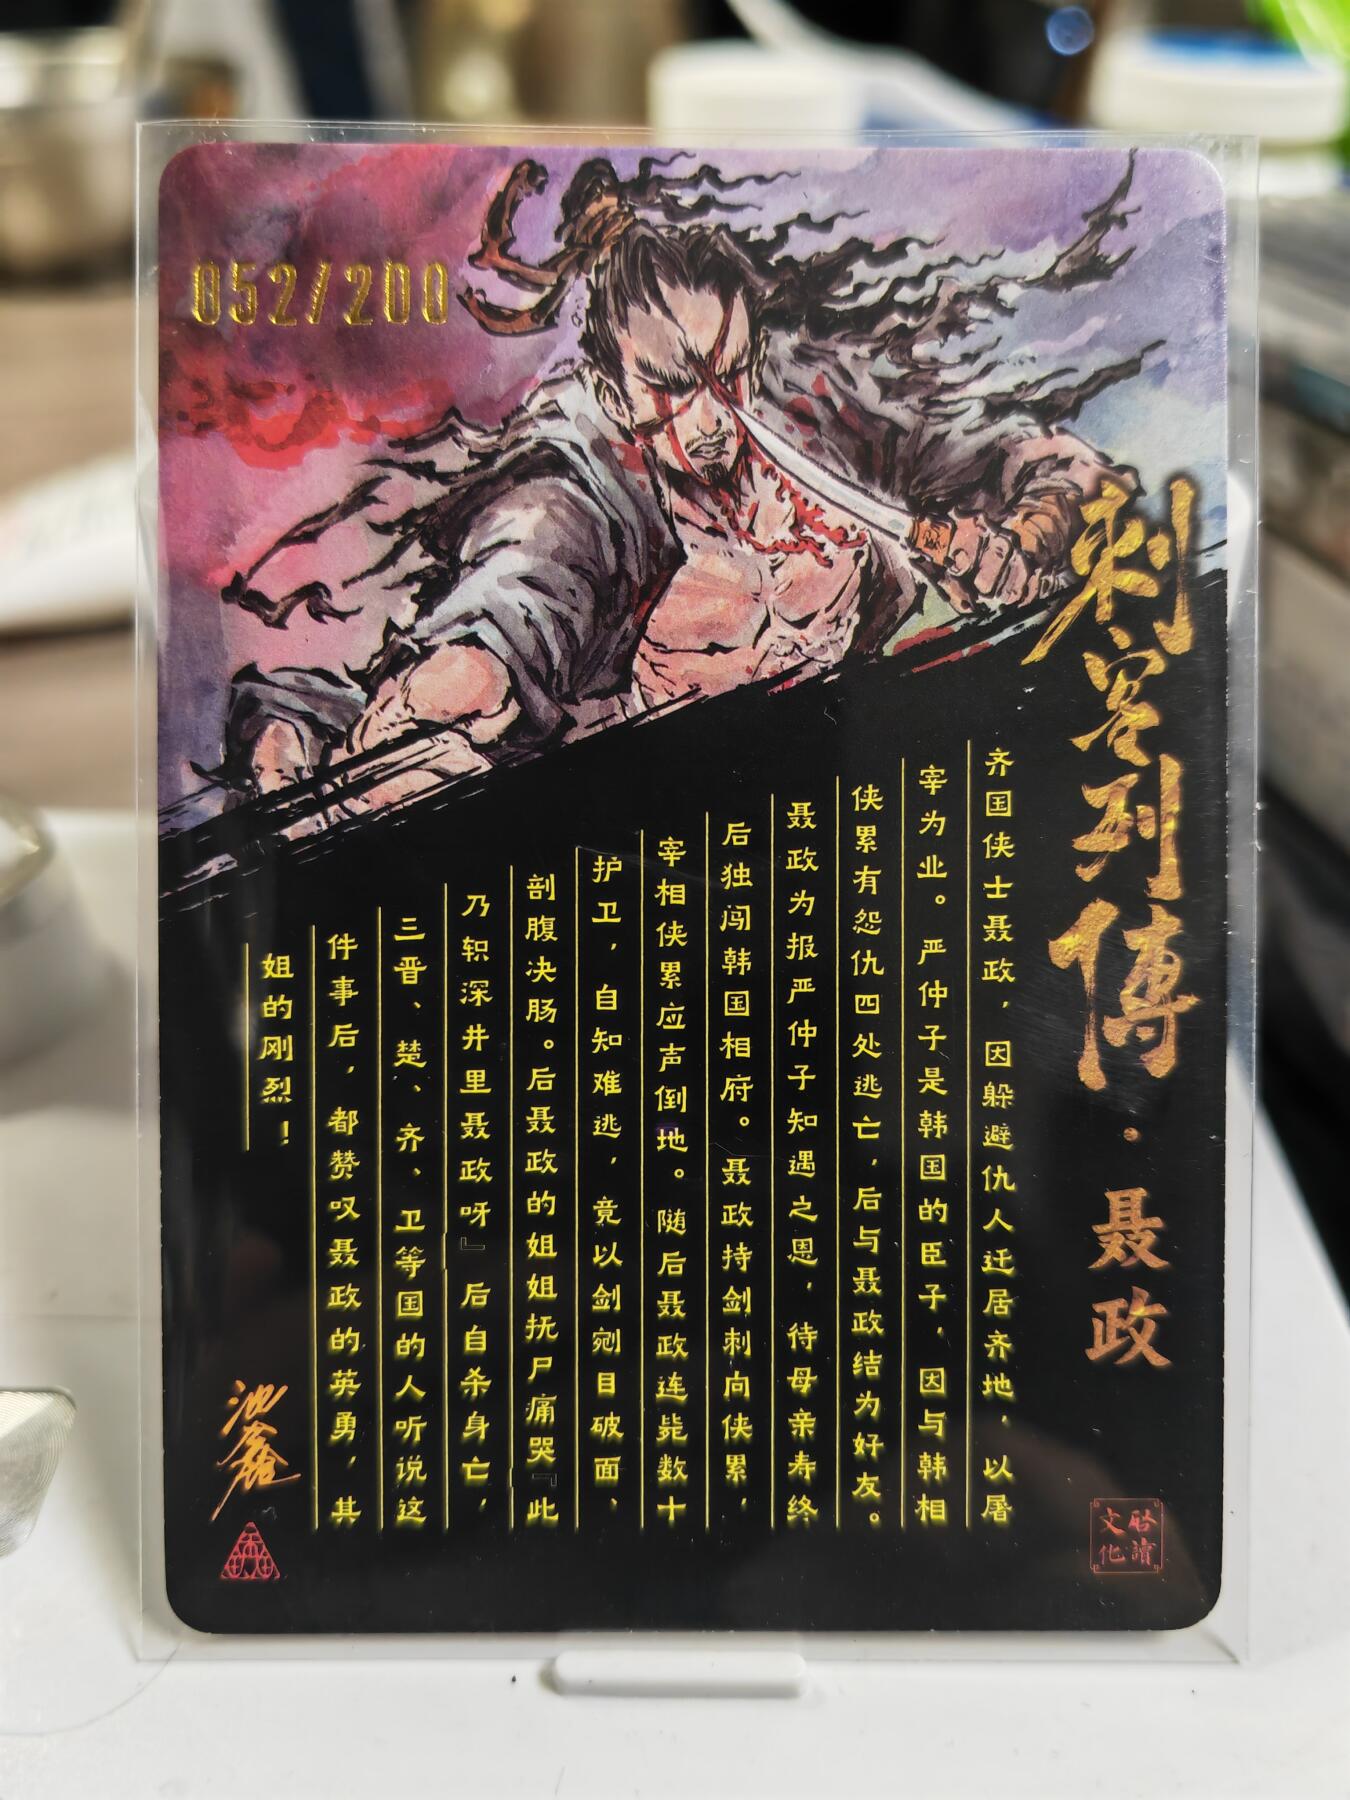 052/200
刺客列傳·聂政
齐国侠士聂政，因躲避仇人迁居齐地，以屠
宰为业。严仲子是韩国的臣子，因与韩相
侠累有怨仇四处逃亡，后与聂政结为好友。
聂政为报严仲子知遇之恩，待母亲寿终
后独闯韩国相府。聂政持剑刺向侠累，
宰相侠累应声倒地。随后聂政连毙数十
护卫，自知难逃，竟以剑剜目破面、
剖腹决肠。后聂政的姐姐抚尸痛哭『此
乃轵深井里聂政呀』后自杀身亡，
三晋、楚、齐、卫等国的人听说这
件事后，都赞叹聂政的英勇，其
姐的刚烈！
池鑫
啟讀
文化